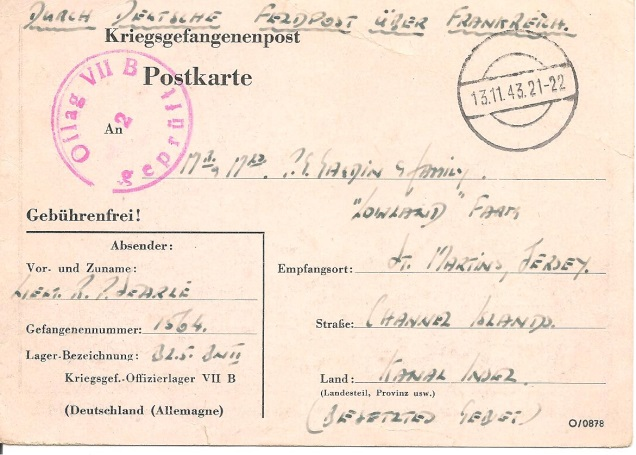 DURCH DEUTSCHE FELDPOST ÜBER FRANKREICH.
Kriegsgefangenenpost
Postkarte
Oflag VII B
2
geprüft
13.11.43.21-22
An
Mr & Mrs. & family.
"LOWLAND" FARM
Gebührenfrei!
Absender:
Vor- und Zuname:
LIEUT. R. P.
Empfangsort: ST. MARTINS, JERSEY.
Gefangenennummer: 1564.
Straße: CHANNEL ISLANDS.
Lager-Bezeichnung:
Kriegsgef.-Offizierlager VII B
Land: KANAL INSEL
(Landesteil, Provinz usw.)
(Deutschland (Allemagne)
(BESETZTES GEBIET)
O/0878